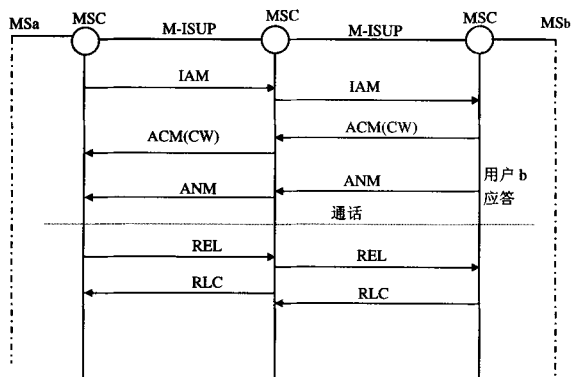 MSa
MSC
M-ISUP
MSC
M-ISUP
MSC
MSb
IAM
IAM
ACM(CW)
ACM(CW)
ANM
ANM
用户 b
应答
通话
REL
REL
RLC
RLC